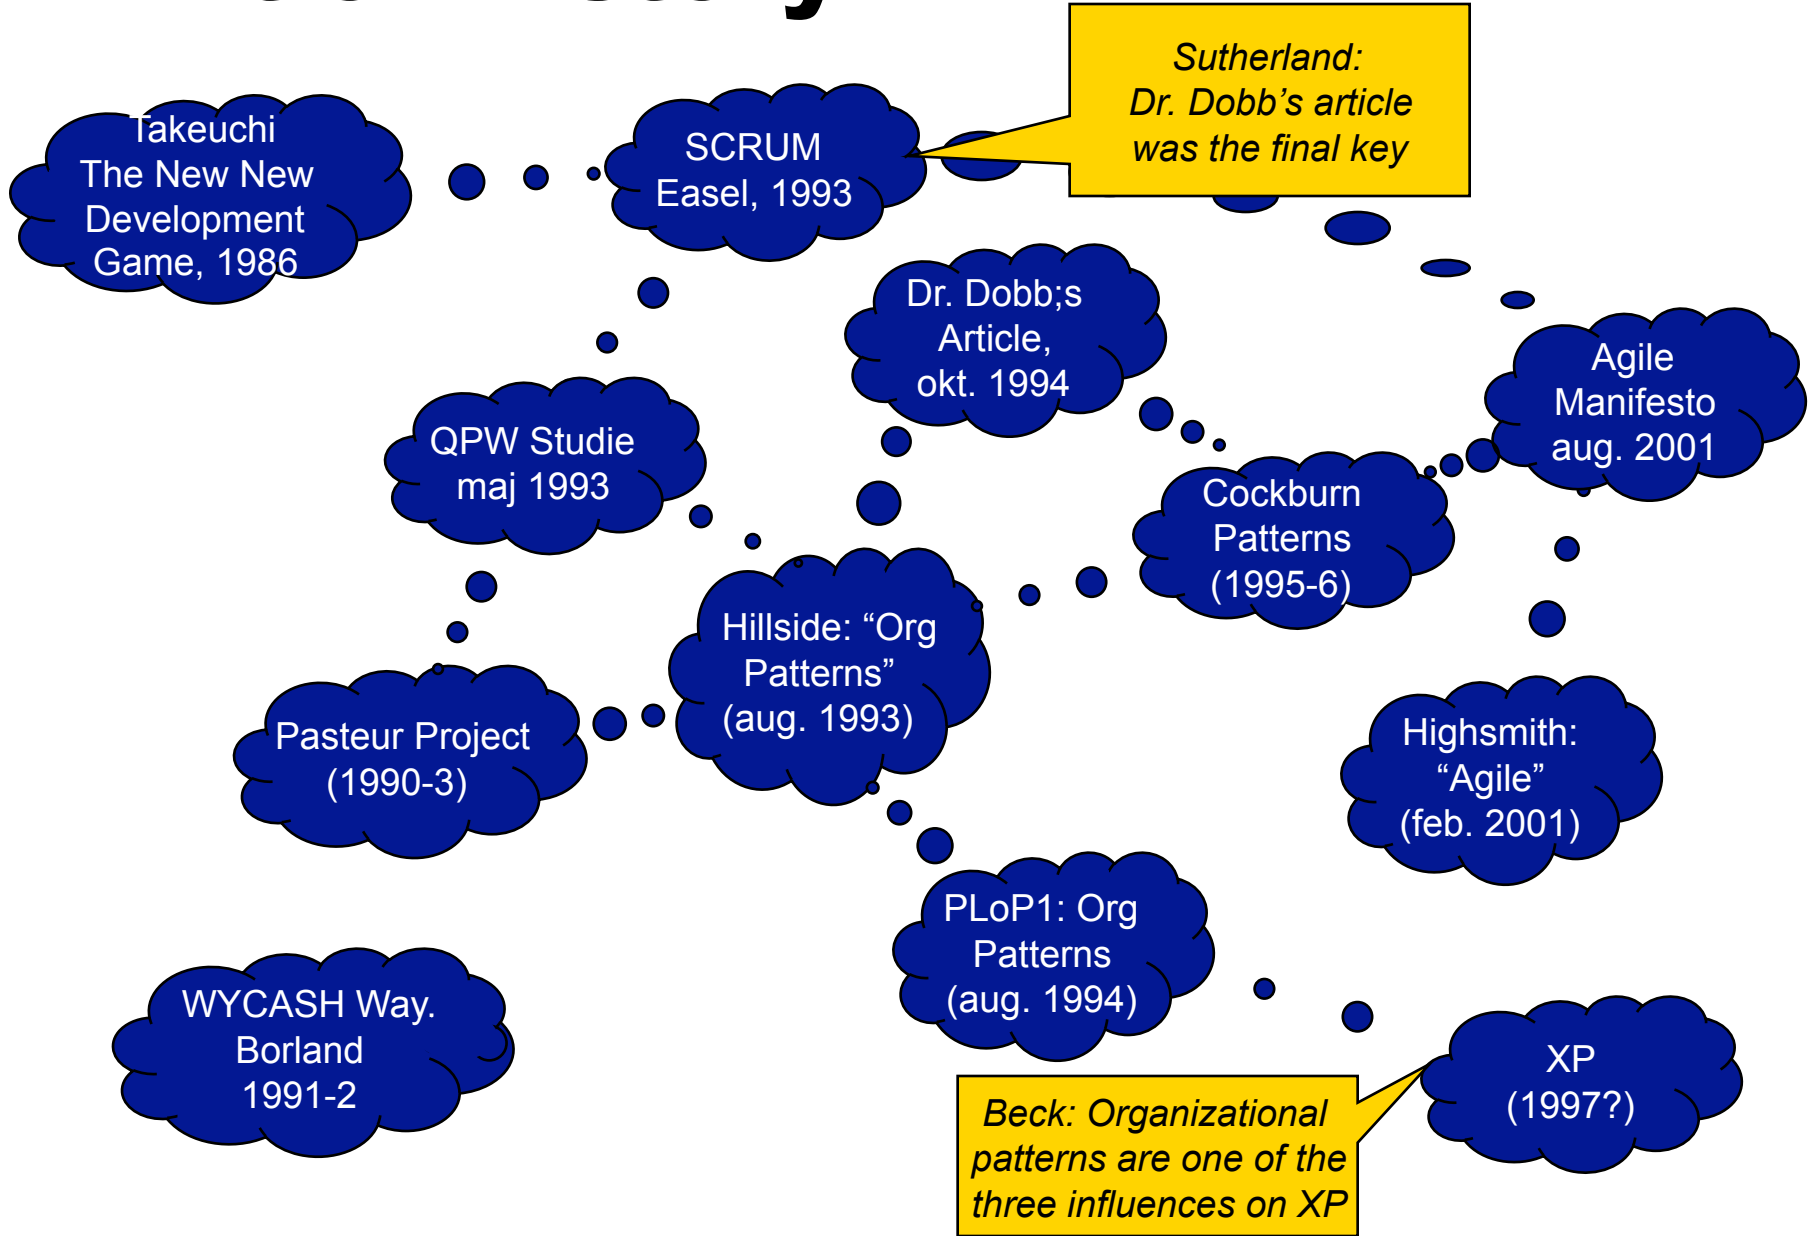 Sutherland:
Dr. Dobb's article
was the final key
Takeuchi
The New New
Development
Game, 1986
SCRUM
Easel, 1993
Dr. Dobb;s
Article,
okt. 1994
Agile
Manifesto
aug. 2001
QPW Studie
maj 1993
Cockburn
Patterns
(1995-6)
Hillside: “Org
Patterns”
(aug. 1993)
Pasteur Project
(1990-3)
Highsmith:
“Agile”
(feb. 2001)
PLoP1: Org
Patterns
(aug. 1994)
WYCASH Way.
Borland
1991-2
XP
(1997?)
Beck: Organizational
patterns are one of the
three influences on XP